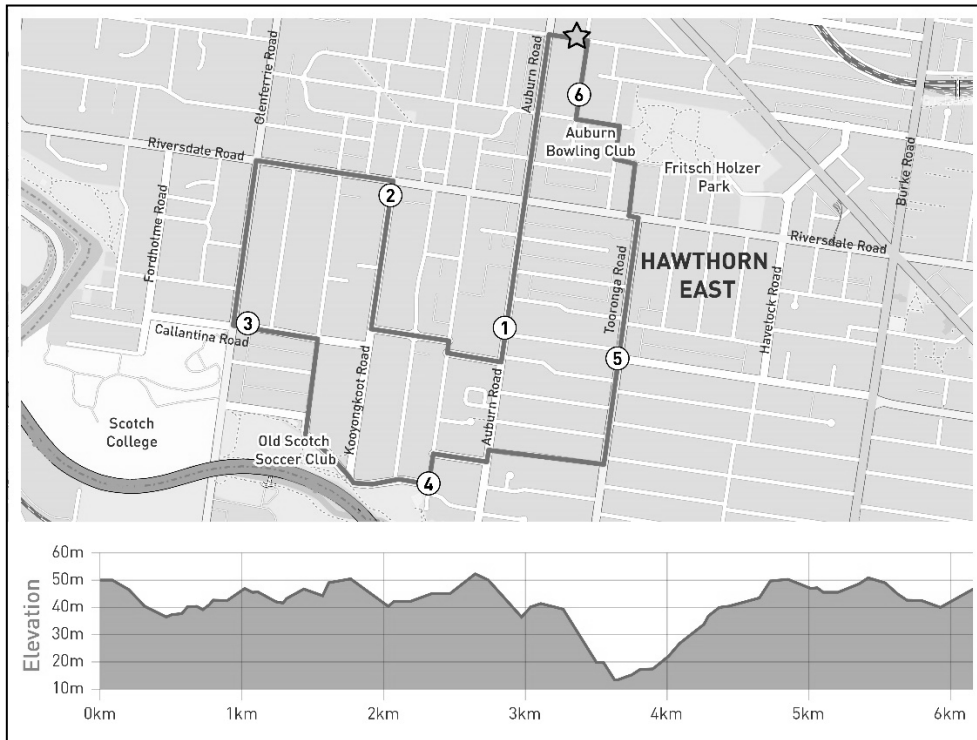 Auburn Road
Glenferrie Road
6
Auburn
Bowling Club
Riversdale Road
2
Fritsch Holzer
Park
Burke Road
Fordholme Road
Riversdale Road
HAWTHORN
EAST
Tooronga Road
Havetock Road
3
Callantina Road
1
5
Kooyongkoot Road
Auburn Road
Scotch
College
Old Scotch
Soccer Club
4
Elevation
60m
50m
40m
30m
20m
10m
0km
1km
2km
3km
4km
5km
6km